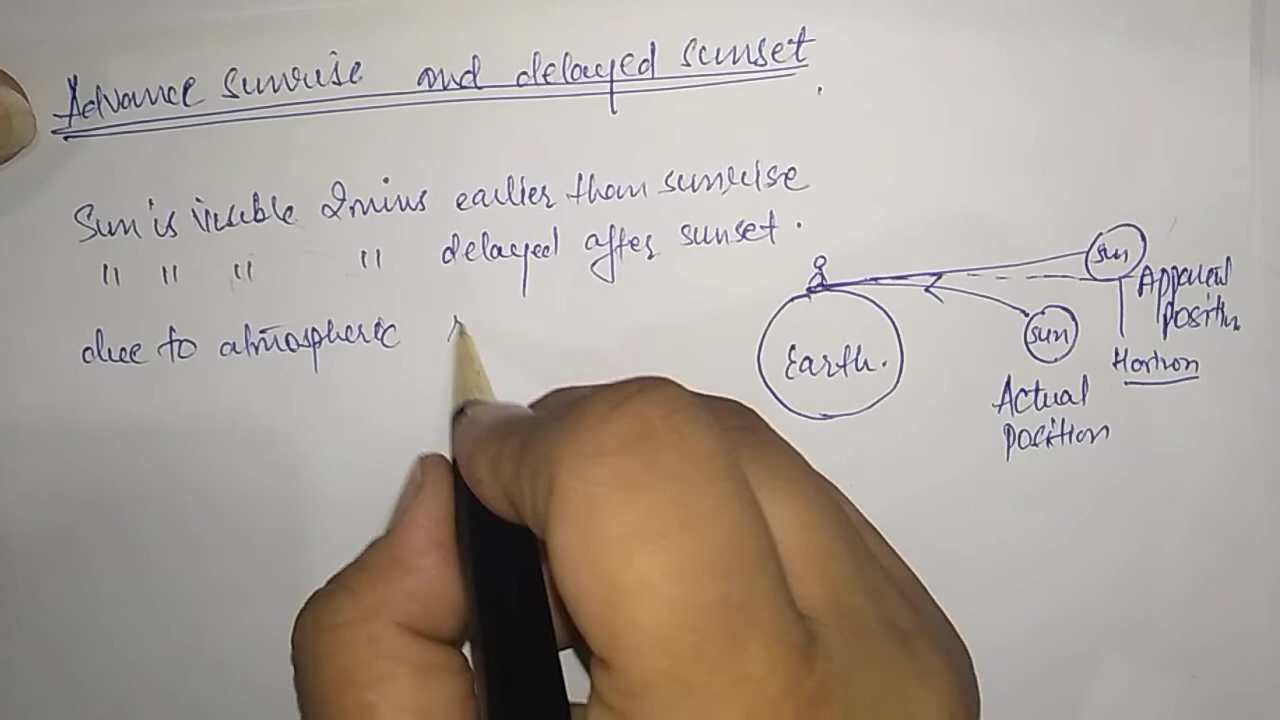 Advance sunrise and delayed sunset.
Sun is visible 2mins earlier than sunrise
" " " " delayed after sunset.
due to atmospheric
Earth.
sun
Apparent
position
sun
Horizon
Actual
position